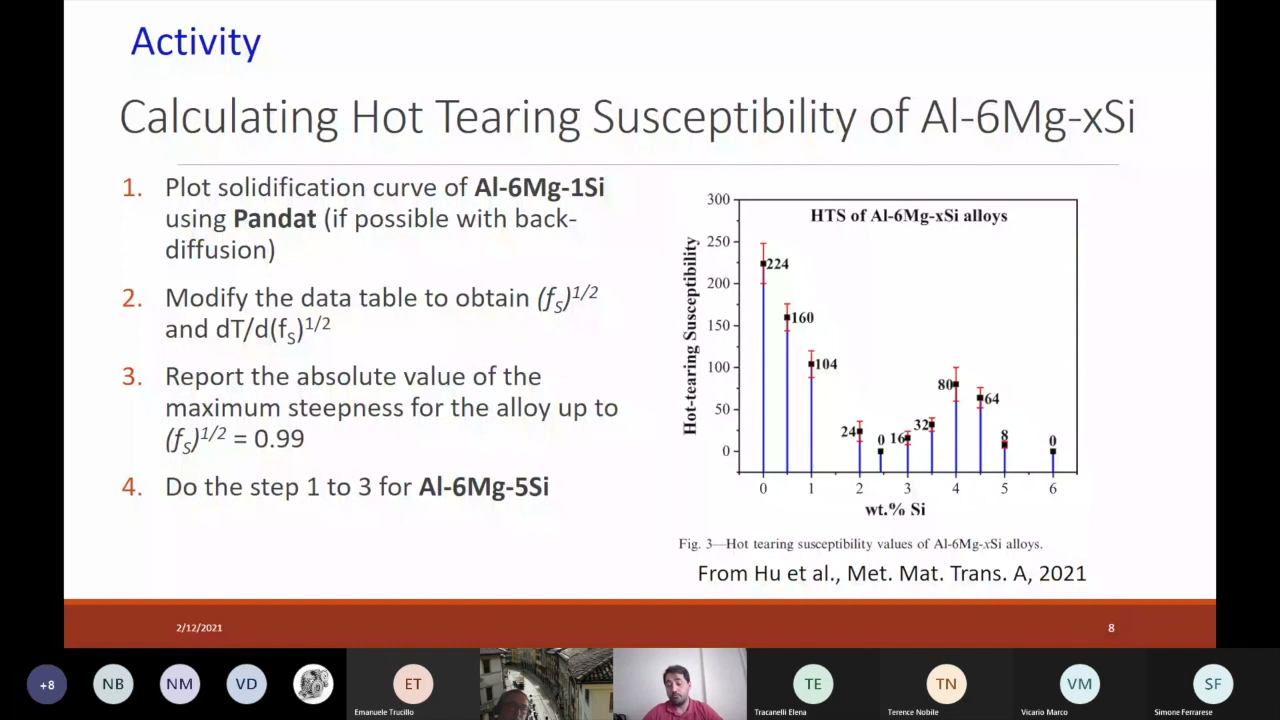 Activity
Calculating Hot Tearing Susceptibility of Al-6Mg-xSi
1. Plot solidification curve of Al-6Mg-1Si
using Pandat (if possible with back-
diffusion)
2. Modify the data table to obtain (fS)1/2
and dT/d(fS)1/2
3. Report the absolute value of the
maximum steepness for the alloy up to
(fS)1/2 = 0.99
4. Do the step 1 to 3 for Al-6Mg-5Si
HTS of Al-6Mg-xSi alloys
Hot-tearing Susceptibility
300
250
200
150
100
50
0
224
160
104
24
0
16
32
80
64
8
0
0 1 2 3 4 5 6
wt.% Si
Fig. 3—Hot tearing susceptibility values of Al-6Mg-xSi alloys.
From Hu et al., Met. Mat. Trans. A, 2021
2/12/2021
8
+8
NB
NM
VD
ET
TE
TN
VM
SF
Emanuele Trucillo
Tracanelli Elena
Terence Nobile
Vicario Marco
Simone Ferrarese